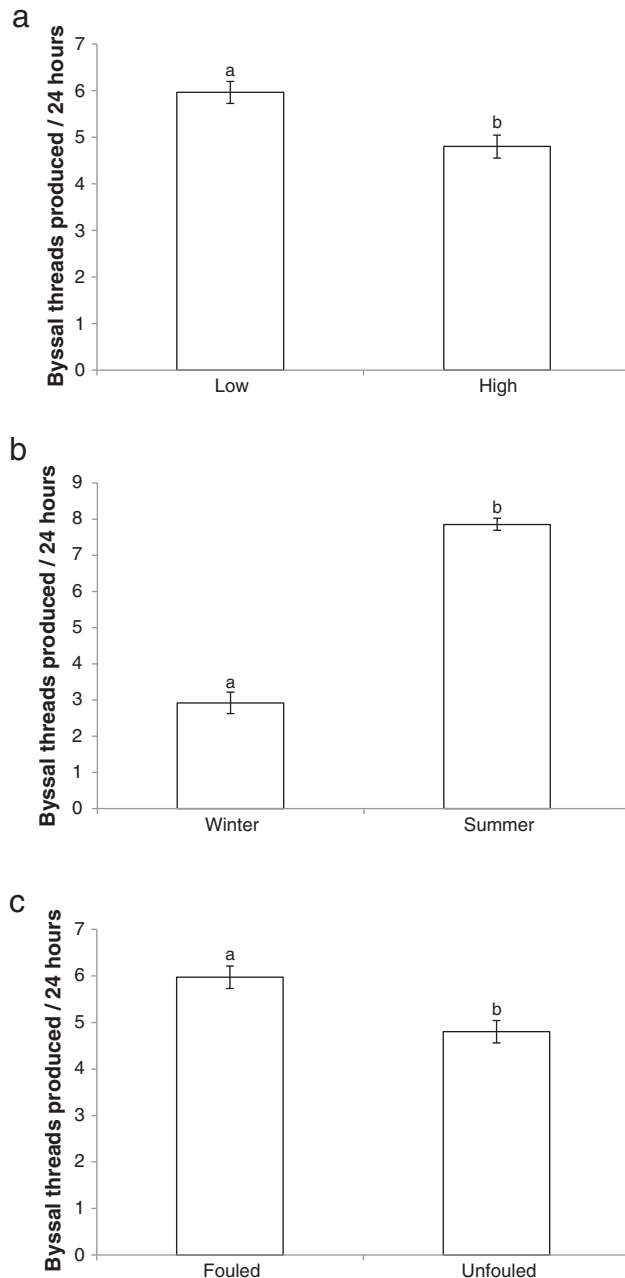 a
Byssal threads produced / 24 hours
7
6
5
4
3
2
1
0
a
b
Low
High
b
Byssal threads produced / 24 hours
9
8
7
6
5
4
3
2
1
0
a
b
Winter
Summer
c
Byssal threads produced / 24 hours
7
6
5
4
3
2
1
0
a
b
Fouled
Unfouled